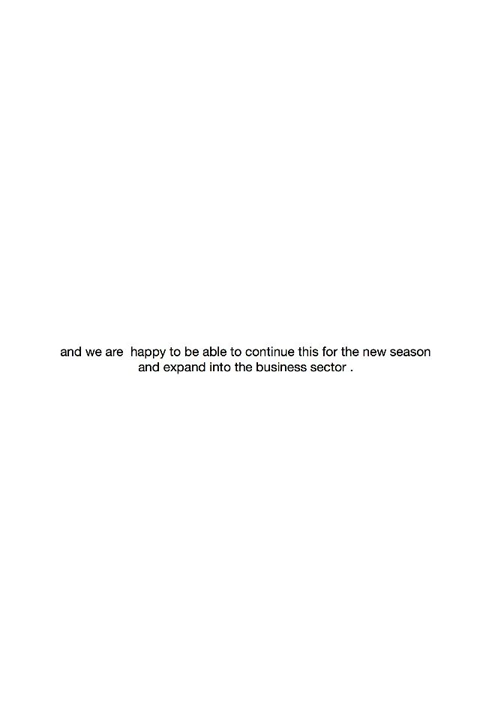 and we are  happy to be able to continue this for the new season
and expand into the business sector .